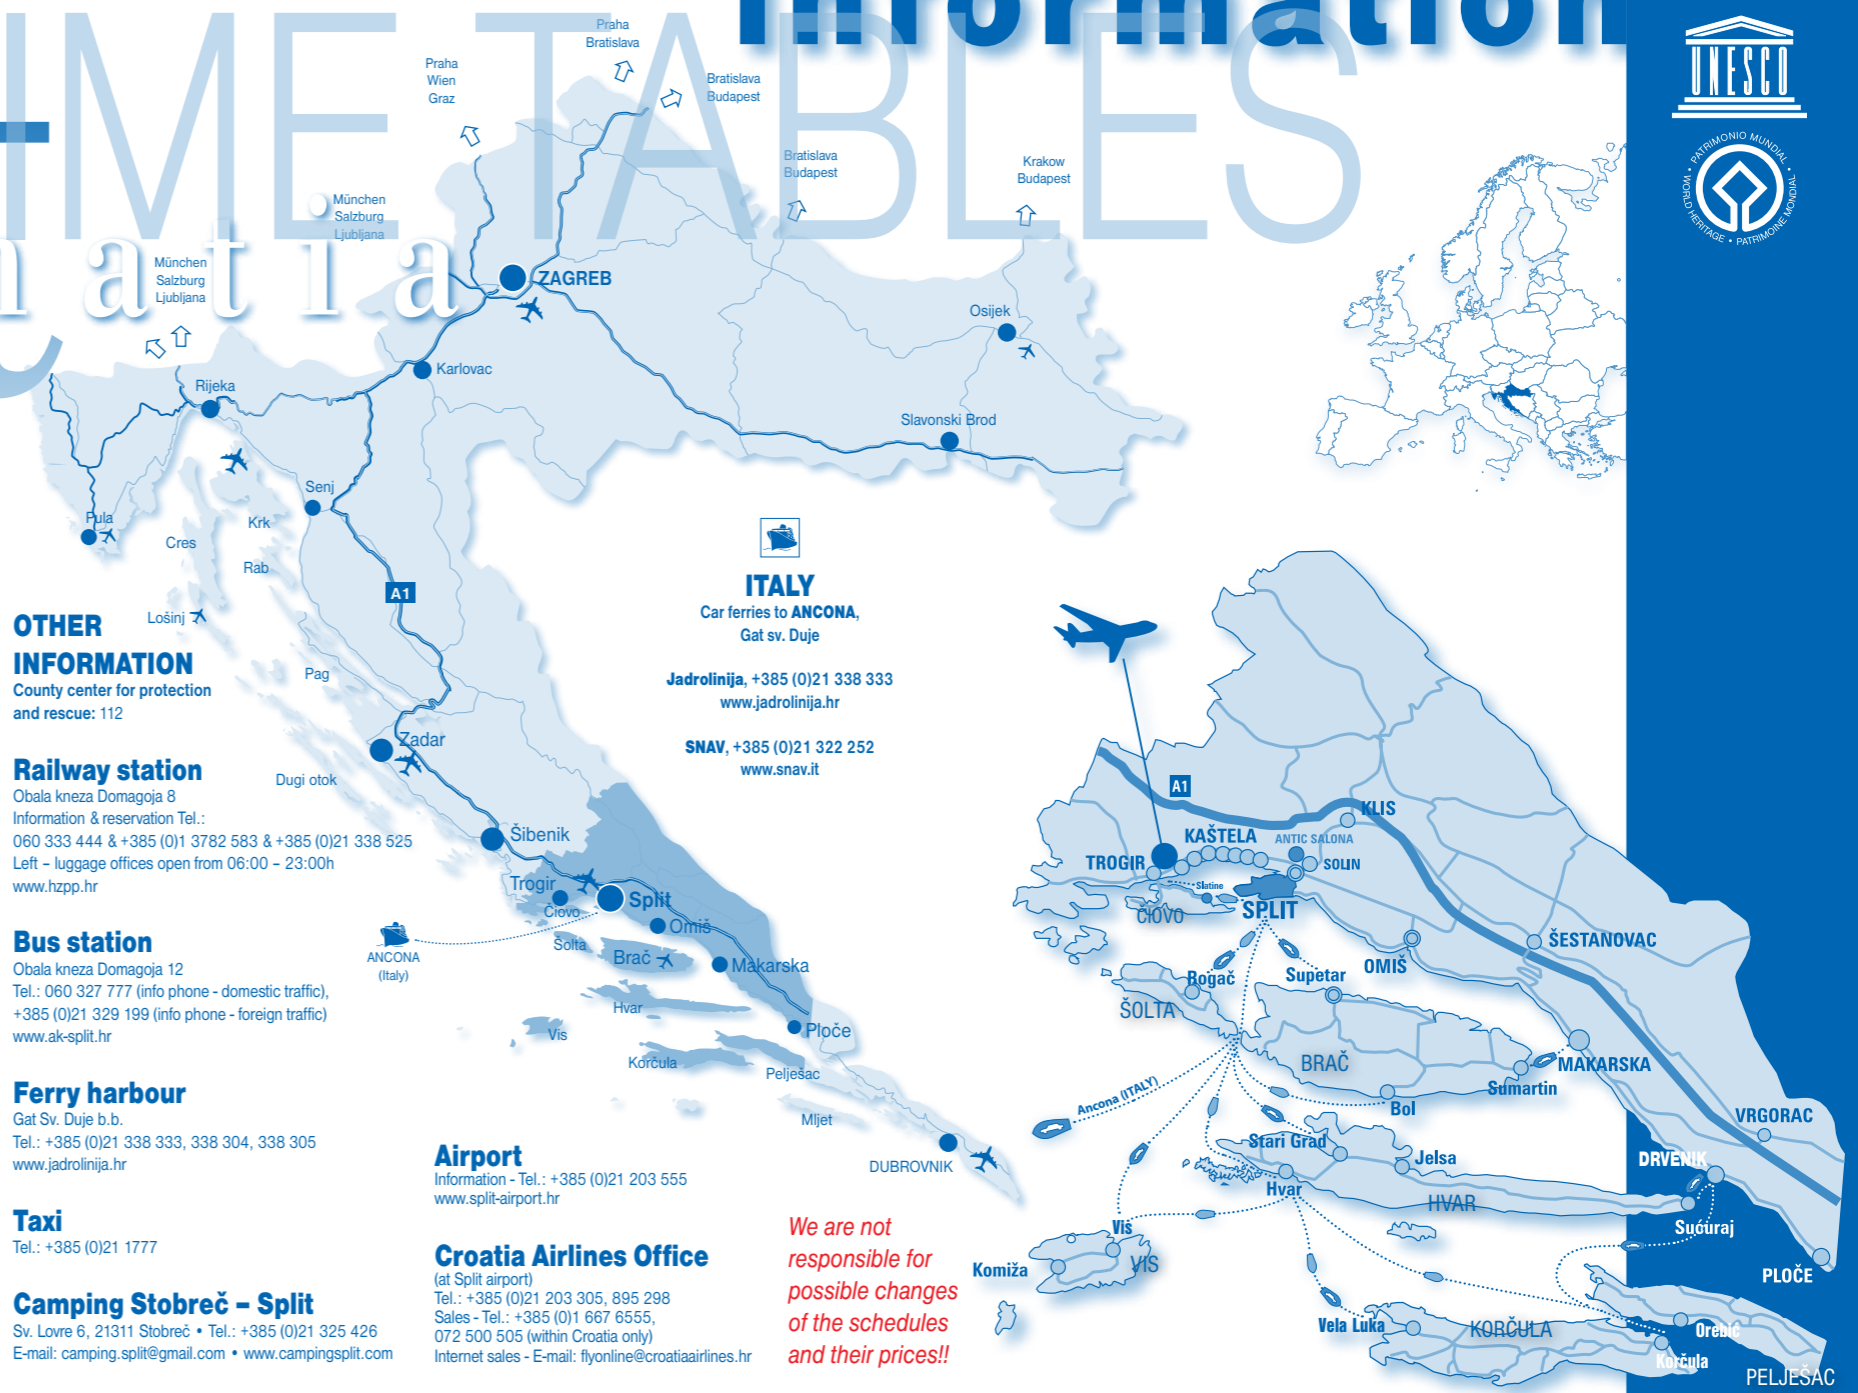 Information
IME TABLES
matia
Praha
Bratislava
Praha
Wien
Graz
Bratislava
Budapest
Bratislava
Budapest
Krakow
Budapest
München
Salzburg
Ljubljana
München
Salzburg
Ljubljana
ZAGREB
Osijek
Karlovac
Rijeka
Slavonski Brod
Senj
Pula
Krk
Cres
Rab
A1
Lošinj
Pag
Zadar
Dugi otok
Šibenik
Trogir
Čiovo
Split
Omiš
Šolta
Brač
Makarska
ANCONA
(Italy)
Hvar
Vis
Ploče
Korčula
Pelješac
Mljet
DUBROVNIK
OTHER
INFORMATION
County center for protection
and rescue: 112
Railway station
Obala kneza Domagoja 8
Information & reservation Tel.:
060 333 444 & +385 (0)1 3782 583 & +385 (0)21 338 525
Left – luggage offices open from 06:00 – 23:00h
www.hzpp.hr
Bus station
Obala kneza Domagoja 12
Tel.: 060 327 777 (info phone - domestic traffic),
+385 (0)21 329 199 (info phone - foreign traffic)
www.ak-split.hr
Ferry harbour
Gat Sv. Duje b.b.
Tel.: +385 (0)21 338 333, 338 304, 338 305
www.jadrolinija.hr
Taxi
Tel.: +385 (0)21 1777
Camping Stobreč – Split
Sv. Lovre 6, 21311 Stobreč • Tel.: +385 (0)21 325 426
E-mail: camping.split@gmail.com • www.campingsplit.com
Airport
Information - Tel.: +385 (0)21 203 555
www.split-airport.hr
Croatia Airlines Office
(at Split airport)
Tel.: +385 (0)21 203 305, 895 298
Sales - Tel.: +385 (0)1 667 6555,
072 500 505 (within Croatia only)
Internet sales - E-mail: flyonline@croatiaairlines.hr
ITALY
Car ferries to ANCONA,
Gat sv. Duje
Jadrolinija, +385 (0)21 338 333
www.jadrolinija.hr
SNAV, +385 (0)21 322 252
www.snav.it
We are not
responsible for
possible changes
of the schedules
and their prices!!
UNESCO
PATRIMONIO MUNDIAL • WORLD HERITAGE • PATRIMOINE MONDIAL •
A1
KLIS
KAŠTELA
ANTIC SALONA
TROGIR
SOLIN
Slatine
ČIOVO
SPLIT
ŠESTANOVAC
OMIŠ
Rogač
Supetar
ŠOLTA
BRAČ
MAKARSKA
Sumartin
Ancona (ITALY)
Bol
VRGORAC
Stari Grad
Jelsa
DRVENIK
Hvar
HVAR
Sućuraj
Vis
VIS
Komiža
PLOČE
Vela Luka
KORČULA
Orebić
Korčula
PELJEŠAC